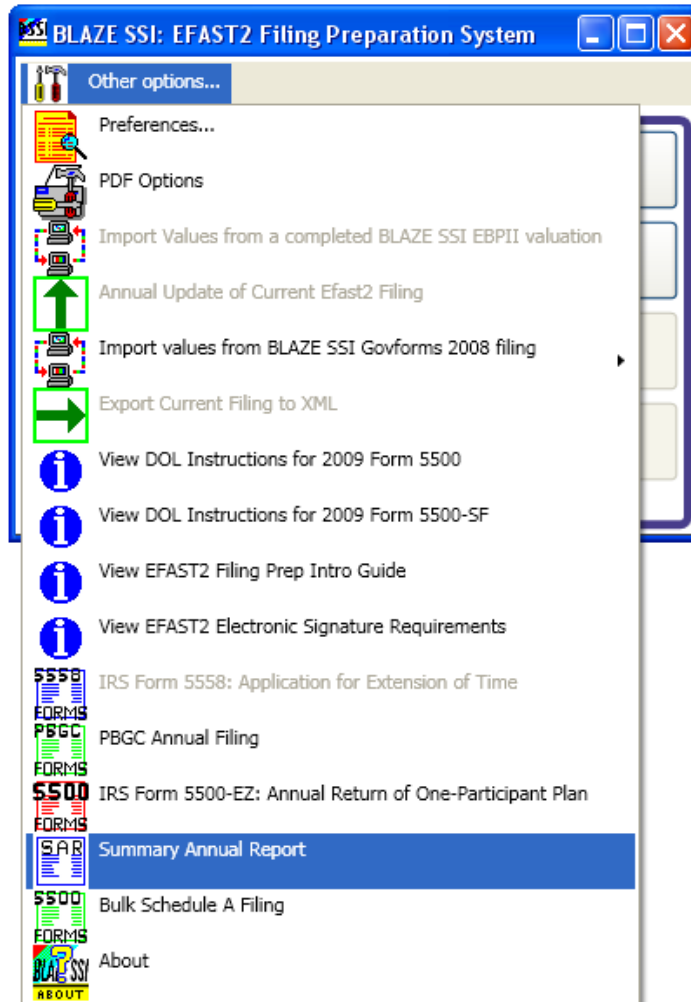 BSSI
BLAZE SSI: EFAST2 Filing Preparation System
Other options...
Preferences...
PDF Options
Import Values from a completed BLAZE SSI EBPII valuation
Annual Update of Current Efast2 Filing
Import values from BLAZE SSI Govforms 2008 filing
Export Current Filing to XML
i View DOL Instructions for 2009 Form 5500
i View DOL Instructions for 2009 Form 5500-SF
i View EFAST2 Filing Prep Intro Guide
i View EFAST2 Electronic Signature Requirements
5558
IRS Form 5558: Application for Extension of Time
FORMS
PBGC
PBGC Annual Filing
FORMS
5500
IRS Form 5500-EZ: Annual Return of One-Participant Plan
FORMS
SAR
Summary Annual Report
5500
Bulk Schedule A Filing
FORMS
About
BLAZE SSI
ABOUT